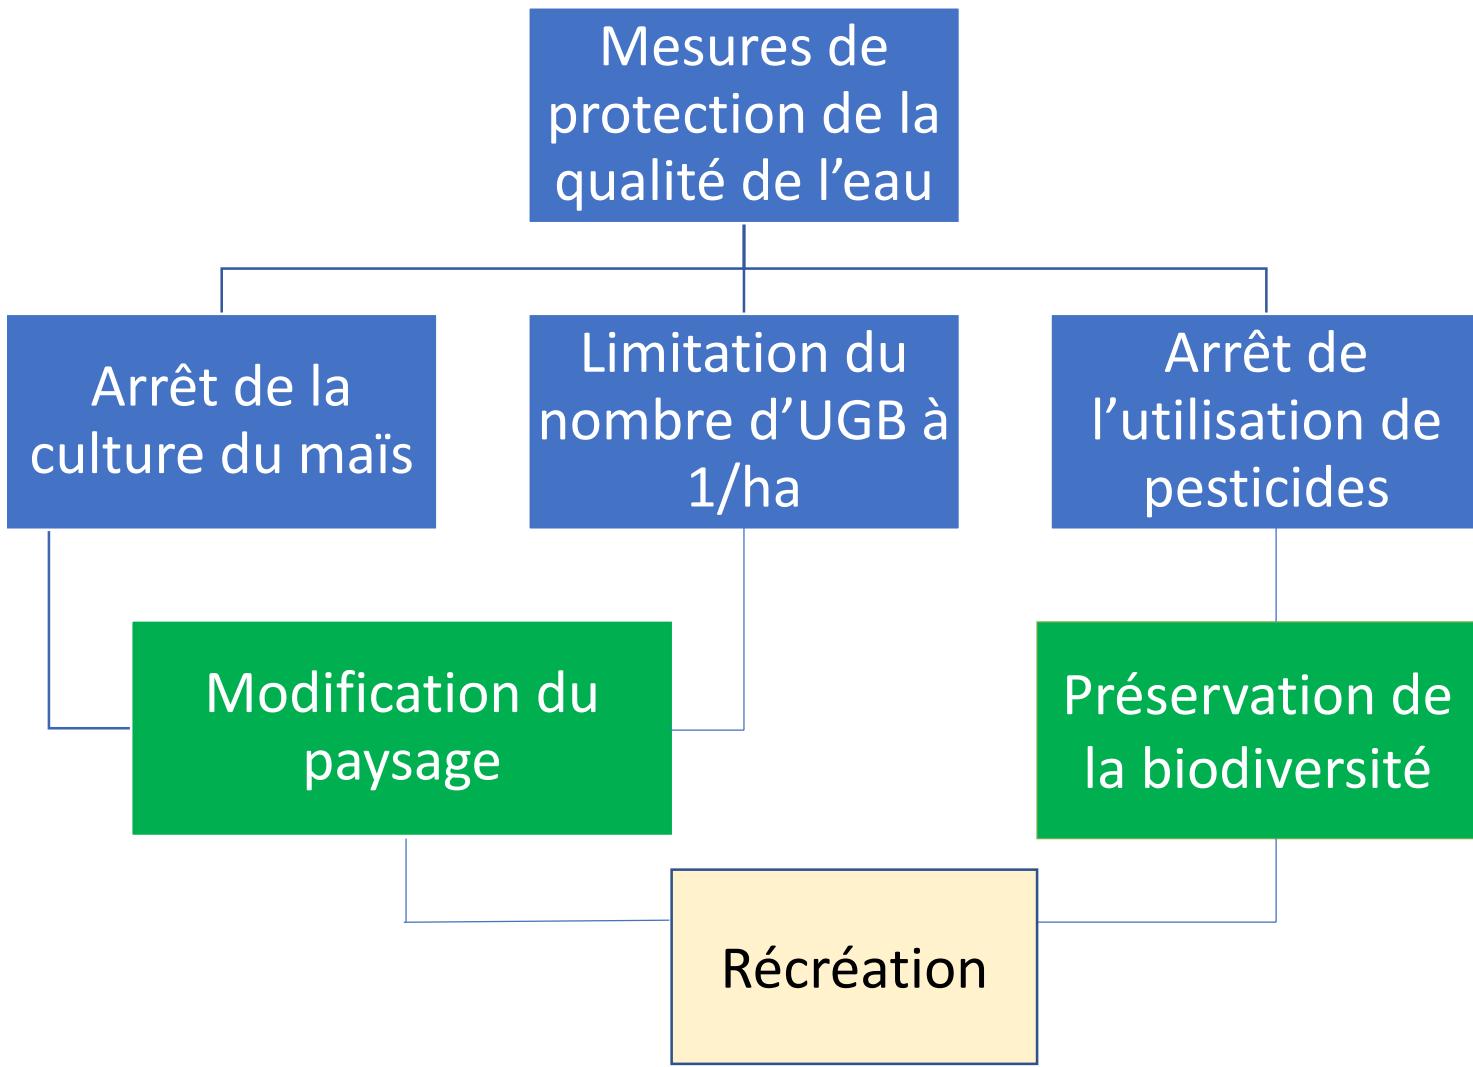 Mesures de
protection de la
qualité de l’eau
Arrêt de la
culture du maïs
Limitation du
nombre d’UGB à
1/ha
Arrêt de
l’utilisation de
pesticides
Modification du
paysage
Préservation de
la biodiversité
Récréation